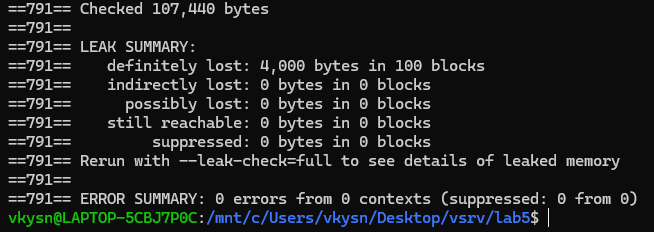 ==791== Checked 107,440 bytes
==791==
==791== LEAK SUMMARY:
==791==    definitely lost: 4,000 bytes in 100 blocks
==791==    indirectly lost: 0 bytes in 0 blocks
==791==      possibly lost: 0 bytes in 0 blocks
==791==    still reachable: 0 bytes in 0 blocks
==791==         suppressed: 0 bytes in 0 blocks
==791== Rerun with --leak-check=full to see details of leaked memory
==791==
==791== ERROR SUMMARY: 0 errors from 0 contexts (suppressed: 0 from 0)
vkysn@LAPTOP-5CBJ7P0C:/mnt/c/Users/vkysn/Desktop/vsrv/lab5$